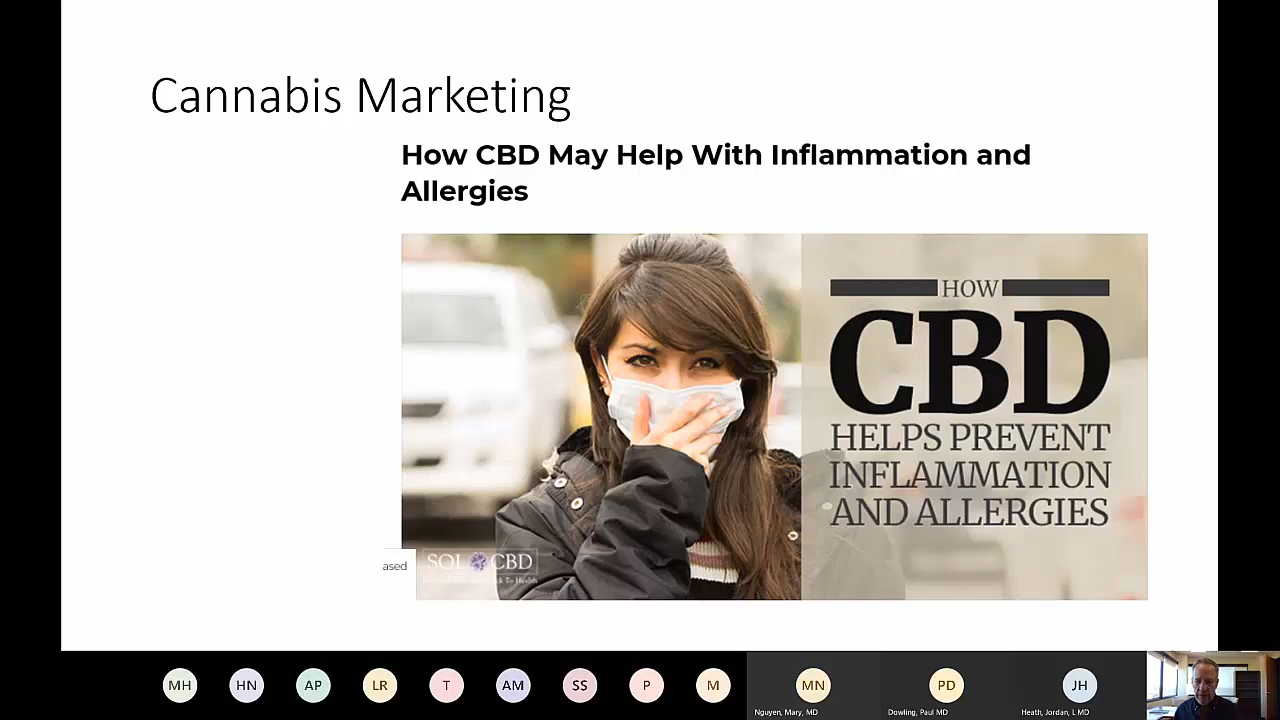 Cannabis Marketing
How CBD May Help With Inflammation and
Allergies
HOW
CBD
HELPS PREVENT
INFLAMMATION
AND ALLERGIES
ased
SOL CBD
To Health
MH HN AP LR T AM SS P M MN PD JH
Nguyen, Mary, MD Dowling, Paul MD Heath, Jordan, L MD